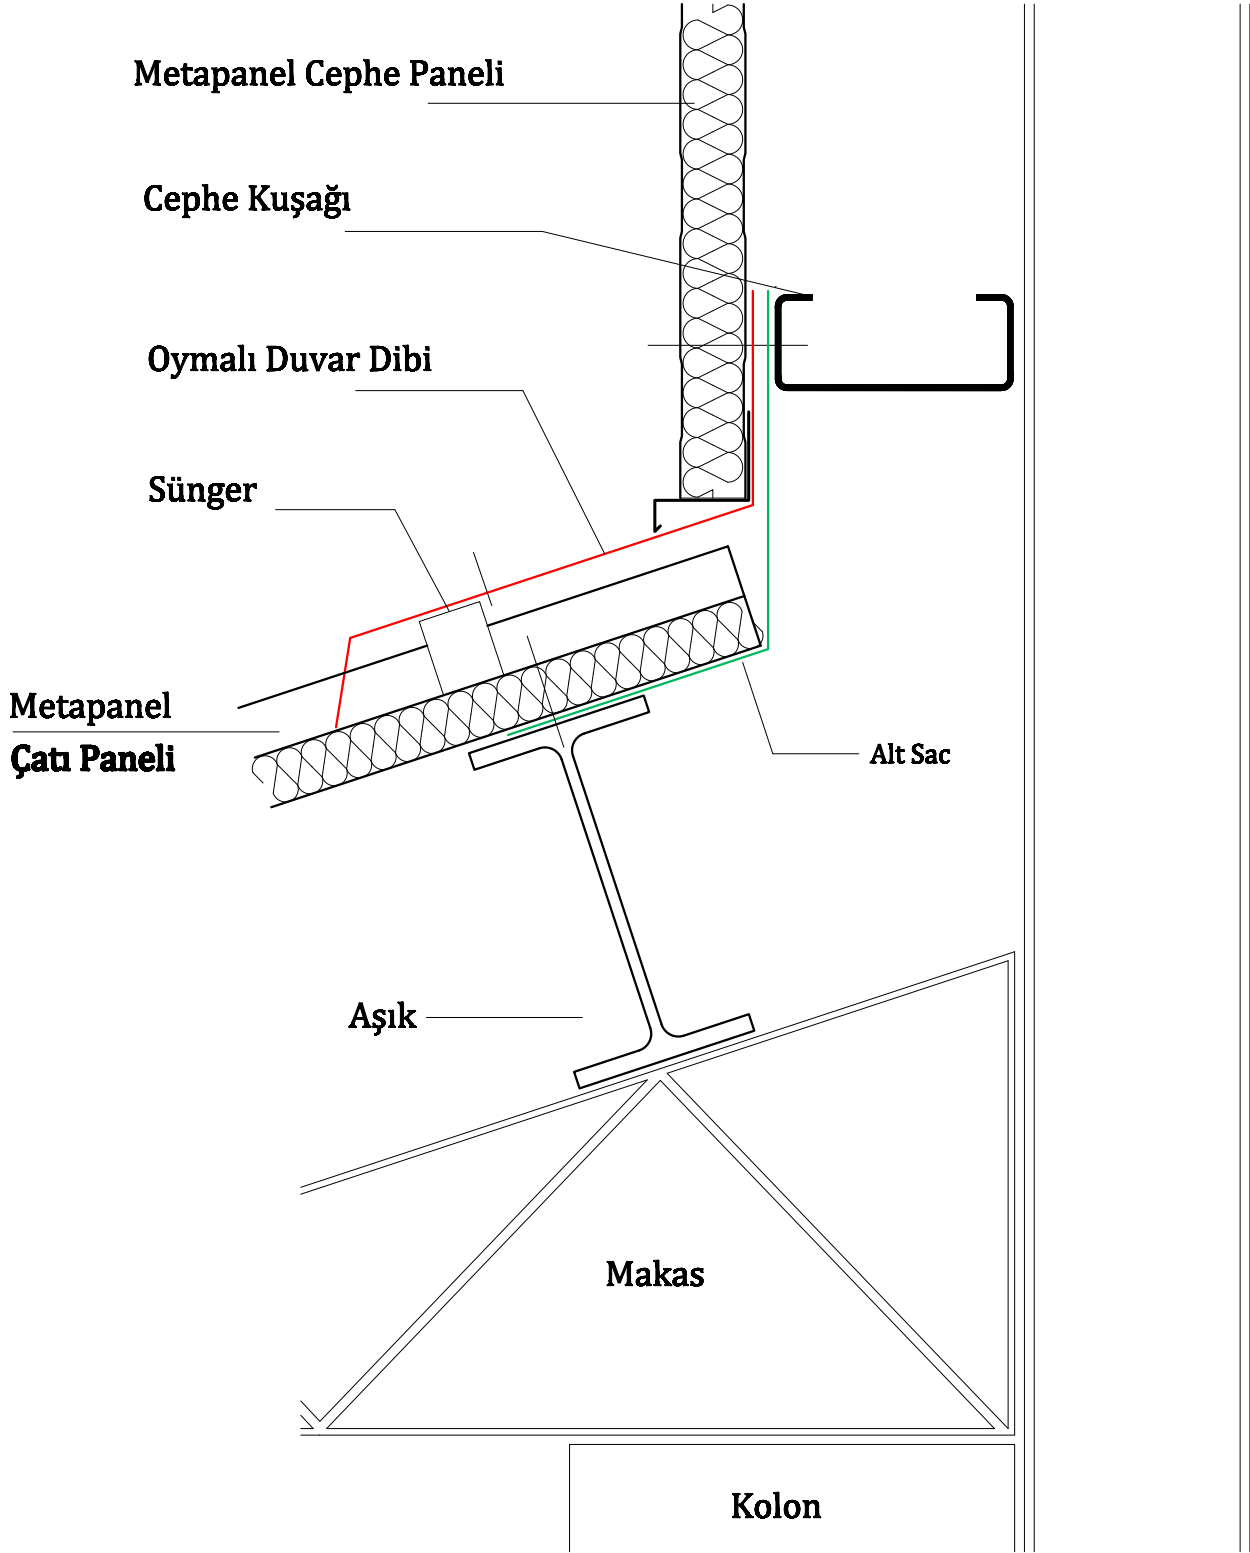 Metapanel Cephe Paneli
Cephe Kuşağı
Oymalı Duvar Dibi
Sünger
Metapanel
Çatı Paneli
Alt Sac
Aşık
Makas
Kolon